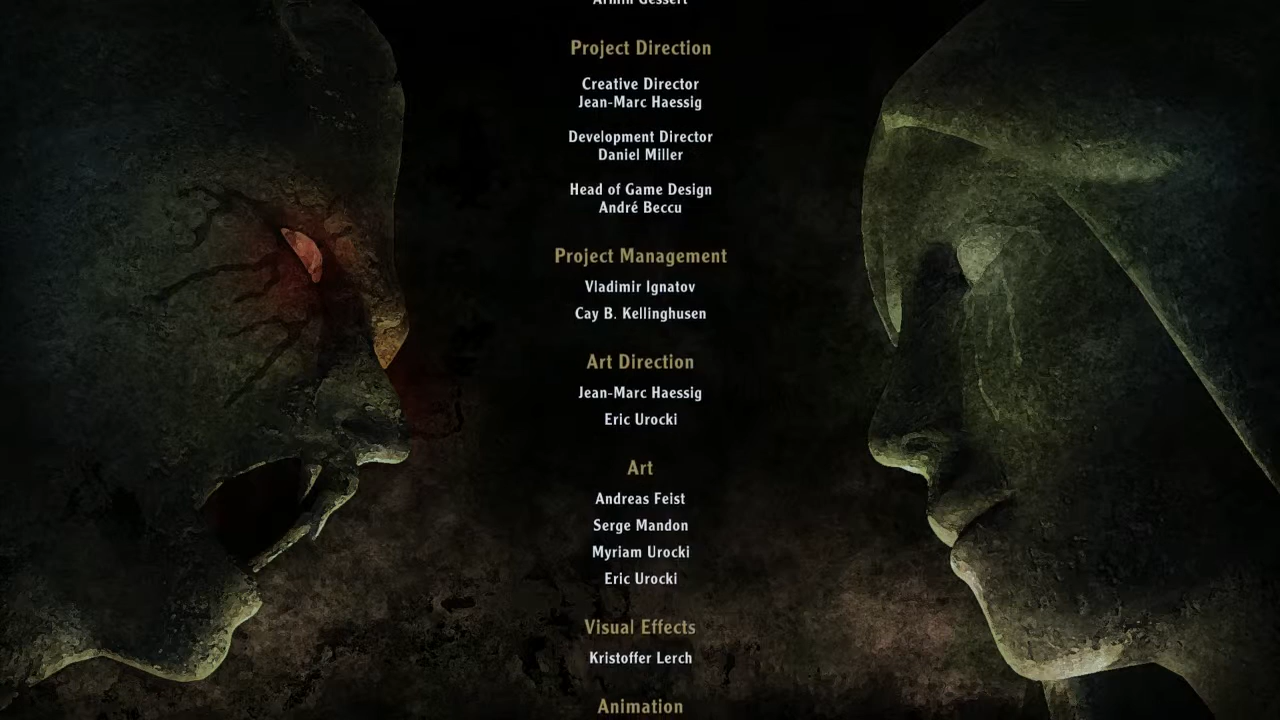 Armin Gessert
Project Direction
Creative Director
Jean-Marc Haessig
Development Director
Daniel Miller
Head of Game Design
André Beccu
Project Management
Vladimir Ignatov
Cay B. Kellinghusen
Art Direction
Jean-Marc Haessig
Eric Urocki
Art
Andreas Feist
Serge Mandon
Myriam Urocki
Eric Urocki
Visual Effects
Kristoffer Lerch
Animation